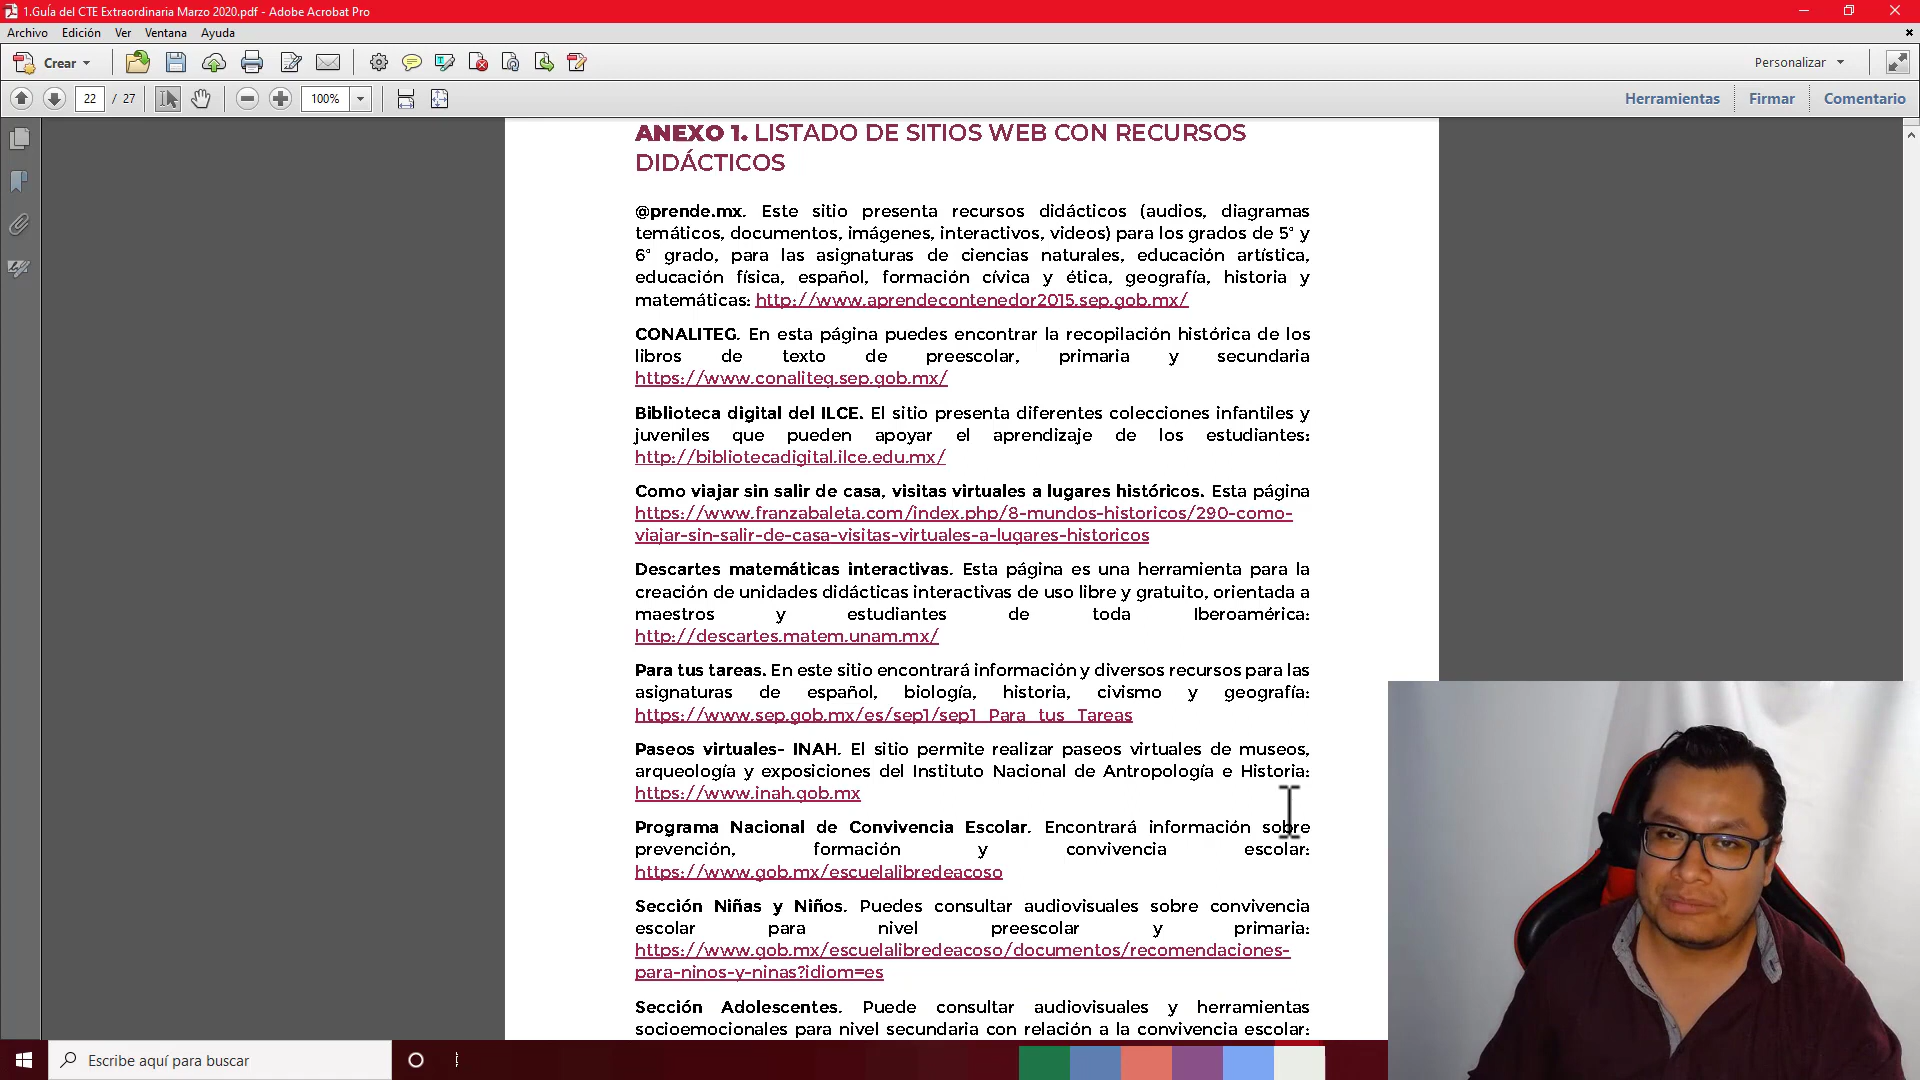 1.Guía del CTE Extraordinaria Marzo 2020.pdf - Adobe Acrobat Pro
Archivo Edición Ver Ventana Ayuda
Crear
Personalizar
22 / 27
100%
Herramientas Firmar Comentario
ANEXO 1. LISTADO DE SITIOS WEB CON RECURSOS
DIDÁCTICOS
@prende.mx. Este sitio presenta recursos didácticos (audios, diagramas
temáticos, documentos, imágenes, interactivos, videos) para los grados de 5° y
6° grado, para las asignaturas de ciencias naturales, educación artística,
educación física, español, formación cívica y ética, geografía, historia y
matemáticas: http://www.aprendecontenedor2015.sep.gob.mx/
CONALITEG. En esta página puedes encontrar la recopilación histórica de los
libros de texto de preescolar, primaria y secundaria
https://www.conaliteg.sep.gob.mx/
Biblioteca digital del ILCE. El sitio presenta diferentes colecciones infantiles y
juveniles que pueden apoyar el aprendizaje de los estudiantes:
http://bibliotecadigital.ilce.edu.mx/
Como viajar sin salir de casa, visitas virtuales a lugares históricos. Esta página
https://www.franzabaleta.com/index.php/8-mundos-historicos/290-como-
viajar-sin-salir-de-casa-visitas-virtuales-a-lugares-historicos
Descartes matemáticas interactivas. Esta página es una herramienta para la
creación de unidades didácticas interactivas de uso libre y gratuito, orientada a
maestros y estudiantes de toda Iberoamérica:
http://descartes.matem.unam.mx/
Para tus tareas. En este sitio encontrará información y diversos recursos para las
asignaturas de español, biología, historia, civismo y geografía:
https://www.sep.gob.mx/es/sep1/sep1_Para_tus_Tareas
Paseos virtuales- INAH. El sitio permite realizar paseos virtuales de museos,
arqueología y exposiciones del Instituto Nacional de Antropología e Historia:
https://www.inah.gob.mx
Programa Nacional de Convivencia Escolar. Encontrará información sobre
prevención, formación y convivencia escolar:
https://www.gob.mx/escuelalibredeacoso
Sección Niñas y Niños. Puedes consultar audiovisuales sobre convivencia
escolar para nivel preescolar y primaria:
https://www.gob.mx/escuelalibredeacoso/documentos/recomendaciones-
para-ninos-y-ninas?idiom=es
Sección Adolescentes. Puede consultar audiovisuales y herramientas
socioemocionales para nivel secundaria con relación a la convivencia escolar:
Escribe aquí para buscar